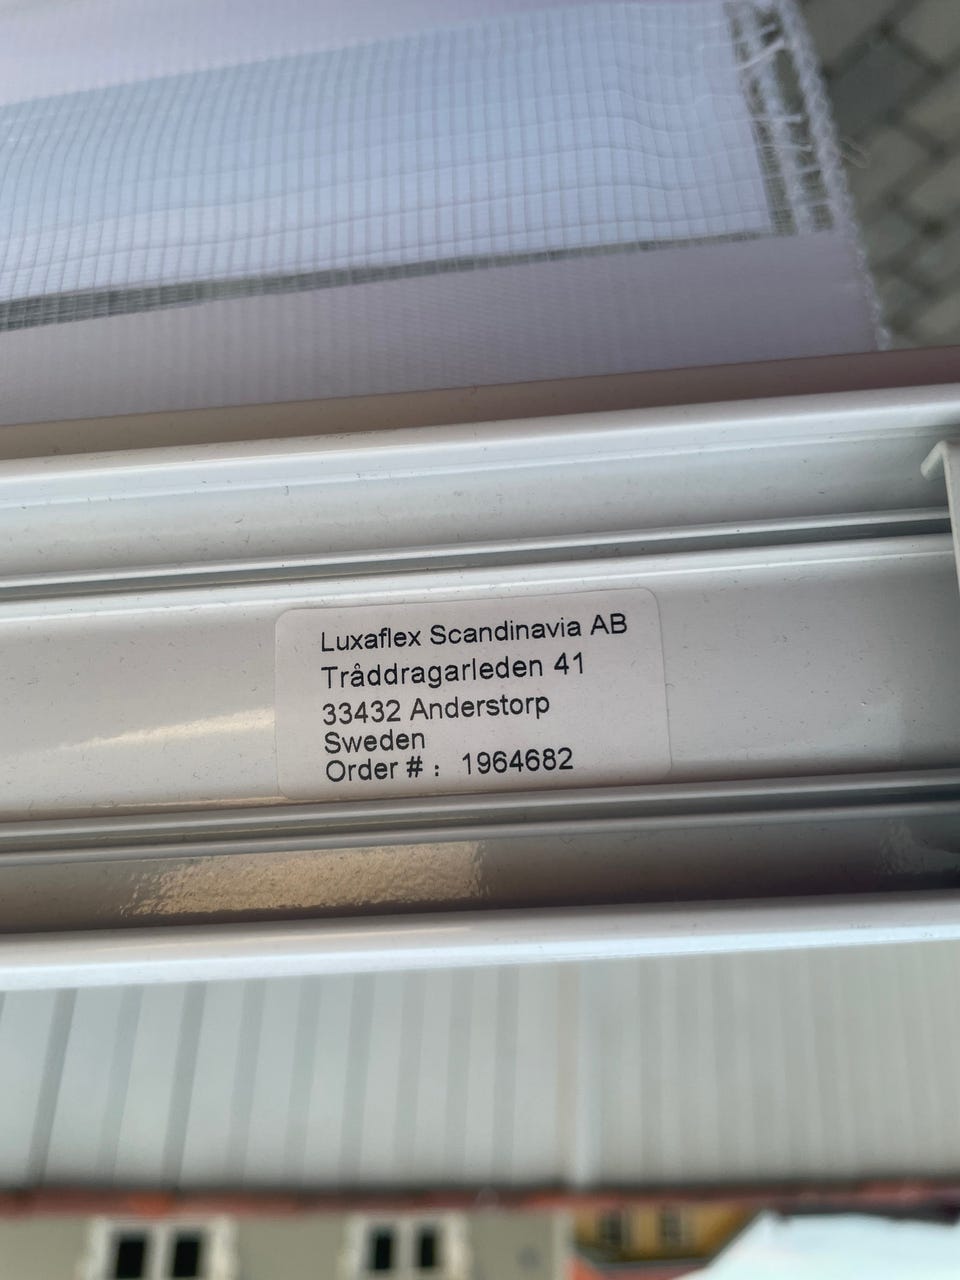 Luxaflex Scandinavia AB
Tråddragarleden 41
33432 Anderstorp
Sweden
Order #： 1964682